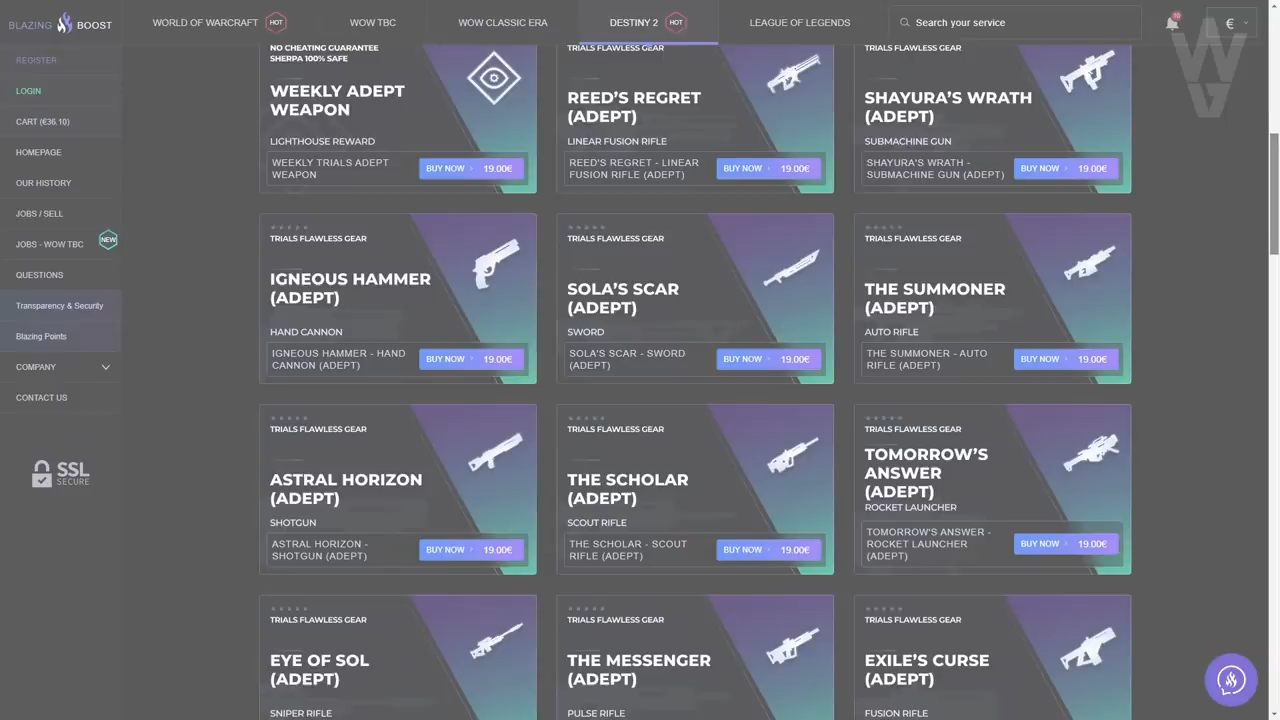 BLAZING BOOST
WORLD OF WARCRAFT HOT
WOW TBC
WOW CLASSIC ERA
DESTINY 2 HOT
LEAGUE OF LEGENDS
Search your service
€
REGISTER
LOGIN
CART (€36.10)
HOMEPAGE
OUR HISTORY
JOBS / SELL
JOBS - WOW TBC NEW
QUESTIONS
Transparency & Security
Blazing Points
COMPANY
CONTACT US
SSL
SECURE
WG
NO CHEATING GUARANTEE
SHERPA 100% SAFE
WEEKLY ADEPT
WEAPON
LIGHTHOUSE REWARD
WEEKLY TRIALS ADEPT
WEAPON
BUY NOW 19.00€
TRIALS FLAWLESS GEAR
REED'S REGRET
(ADEPT)
LINEAR FUSION RIFLE
REED'S REGRET - LINEAR
FUSION RIFLE (ADEPT)
BUY NOW 19.00€
TRIALS FLAWLESS GEAR
SHAYURA'S WRATH
(ADEPT)
SUBMACHINE GUN
SHAYURA'S WRATH -
SUBMACHINE GUN (ADEPT)
BUY NOW 19.00€
TRIALS FLAWLESS GEAR
IGNEOUS HAMMER
(ADEPT)
HAND CANNON
IGNEOUS HAMMER - HAND
CANNON (ADEPT)
BUY NOW 19.00€
TRIALS FLAWLESS GEAR
SOLA'S SCAR
(ADEPT)
SWORD
SOLA'S SCAR - SWORD
(ADEPT)
BUY NOW 19.00€
TRIALS FLAWLESS GEAR
THE SUMMONER
(ADEPT)
AUTO RIFLE
THE SUMMONER - AUTO
RIFLE (ADEPT)
BUY NOW 19.00€
TRIALS FLAWLESS GEAR
ASTRAL HORIZON
(ADEPT)
SHOTGUN
ASTRAL HORIZON -
SHOTGUN (ADEPT)
BUY NOW 19.00€
TRIALS FLAWLESS GEAR
THE SCHOLAR
(ADEPT)
SCOUT RIFLE
THE SCHOLAR - SCOUT
RIFLE (ADEPT)
BUY NOW 19.00€
TRIALS FLAWLESS GEAR
TOMORROW'S
ANSWER
(ADEPT)
ROCKET LAUNCHER
TOMORROW'S ANSWER -
ROCKET LAUNCHER
(ADEPT)
BUY NOW 19.00€
TRIALS FLAWLESS GEAR
EYE OF SOL
(ADEPT)
SNIPER RIFLE
TRIALS FLAWLESS GEAR
THE MESSENGER
(ADEPT)
PULSE RIFLE
TRIALS FLAWLESS GEAR
EXILE'S CURSE
(ADEPT)
FUSION RIFLE